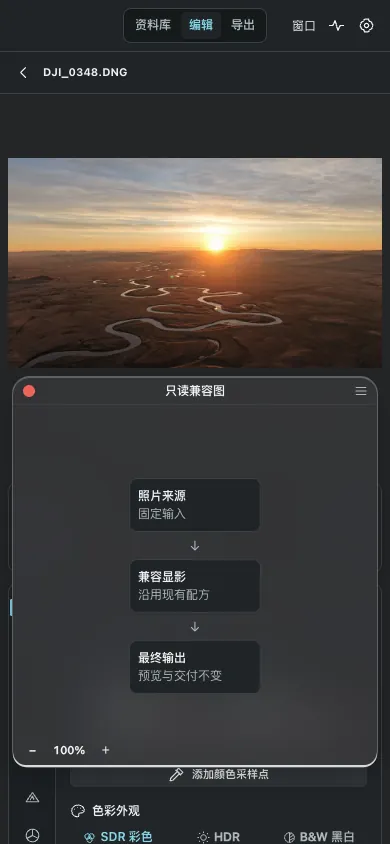 资料库 编辑 导出 窗口
DJI_0348.DNG
只读兼容图
照片来源
固定输入
兼容显影
沿用现有配方
最终输出
预览与交付不变
− 100% +
添加颜色采样点
色彩外观
SDR 彩色 HDR B&W 黑白